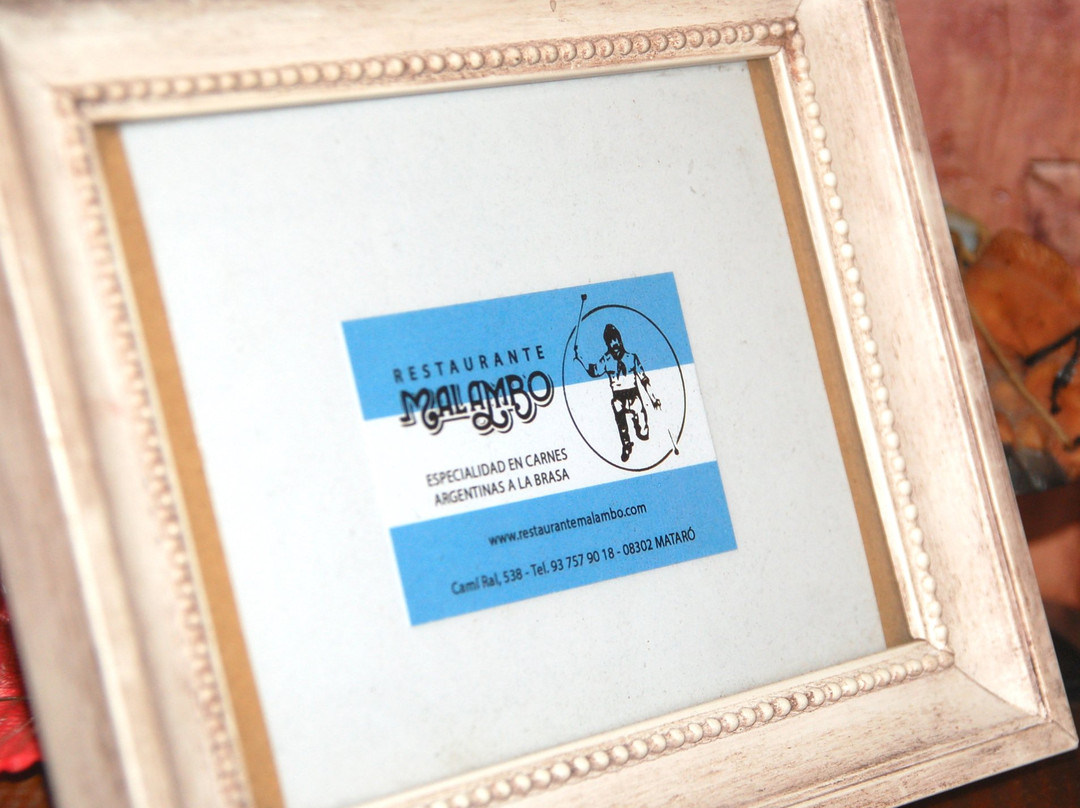 RESTAURANTE
MALAMBO
ESPECIALIDAD EN CARNES
ARGENTINAS A LA BRASA
www.restaurantemalambo.com
Camí Ral, 538 - Tel. 93 757 90 18 - 08302 MATARÓ